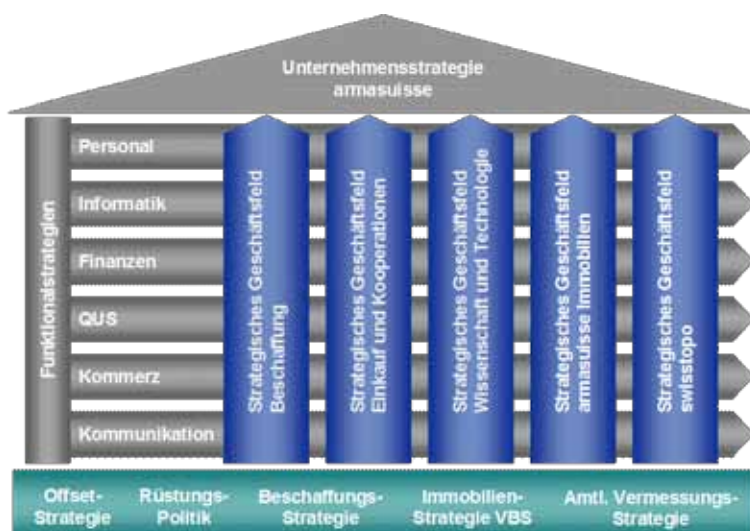 Unternehmensstrategie
armasuisse
Funktionalstrategien
Personal
Informatik
Finanzen
QUS
Kommerz
Kommunikation
Strategisches Geschäftsfeld
Beschaffung
Strategisches Geschäftsfeld
Einkauf und Kooperationen
Strategisches Geschäftsfeld
Wissenschaft und Technologie
Strategisches Geschäftsfeld
armasuisse Immobilien
Strategisches Geschäftsfeld
swisstopo
Offset-
Strategie
Rüstungs-
Politik
Beschaffungs-
Strategie
Immobilien-
Strategie VBS
Amtl. Vermessungs-
Strategie